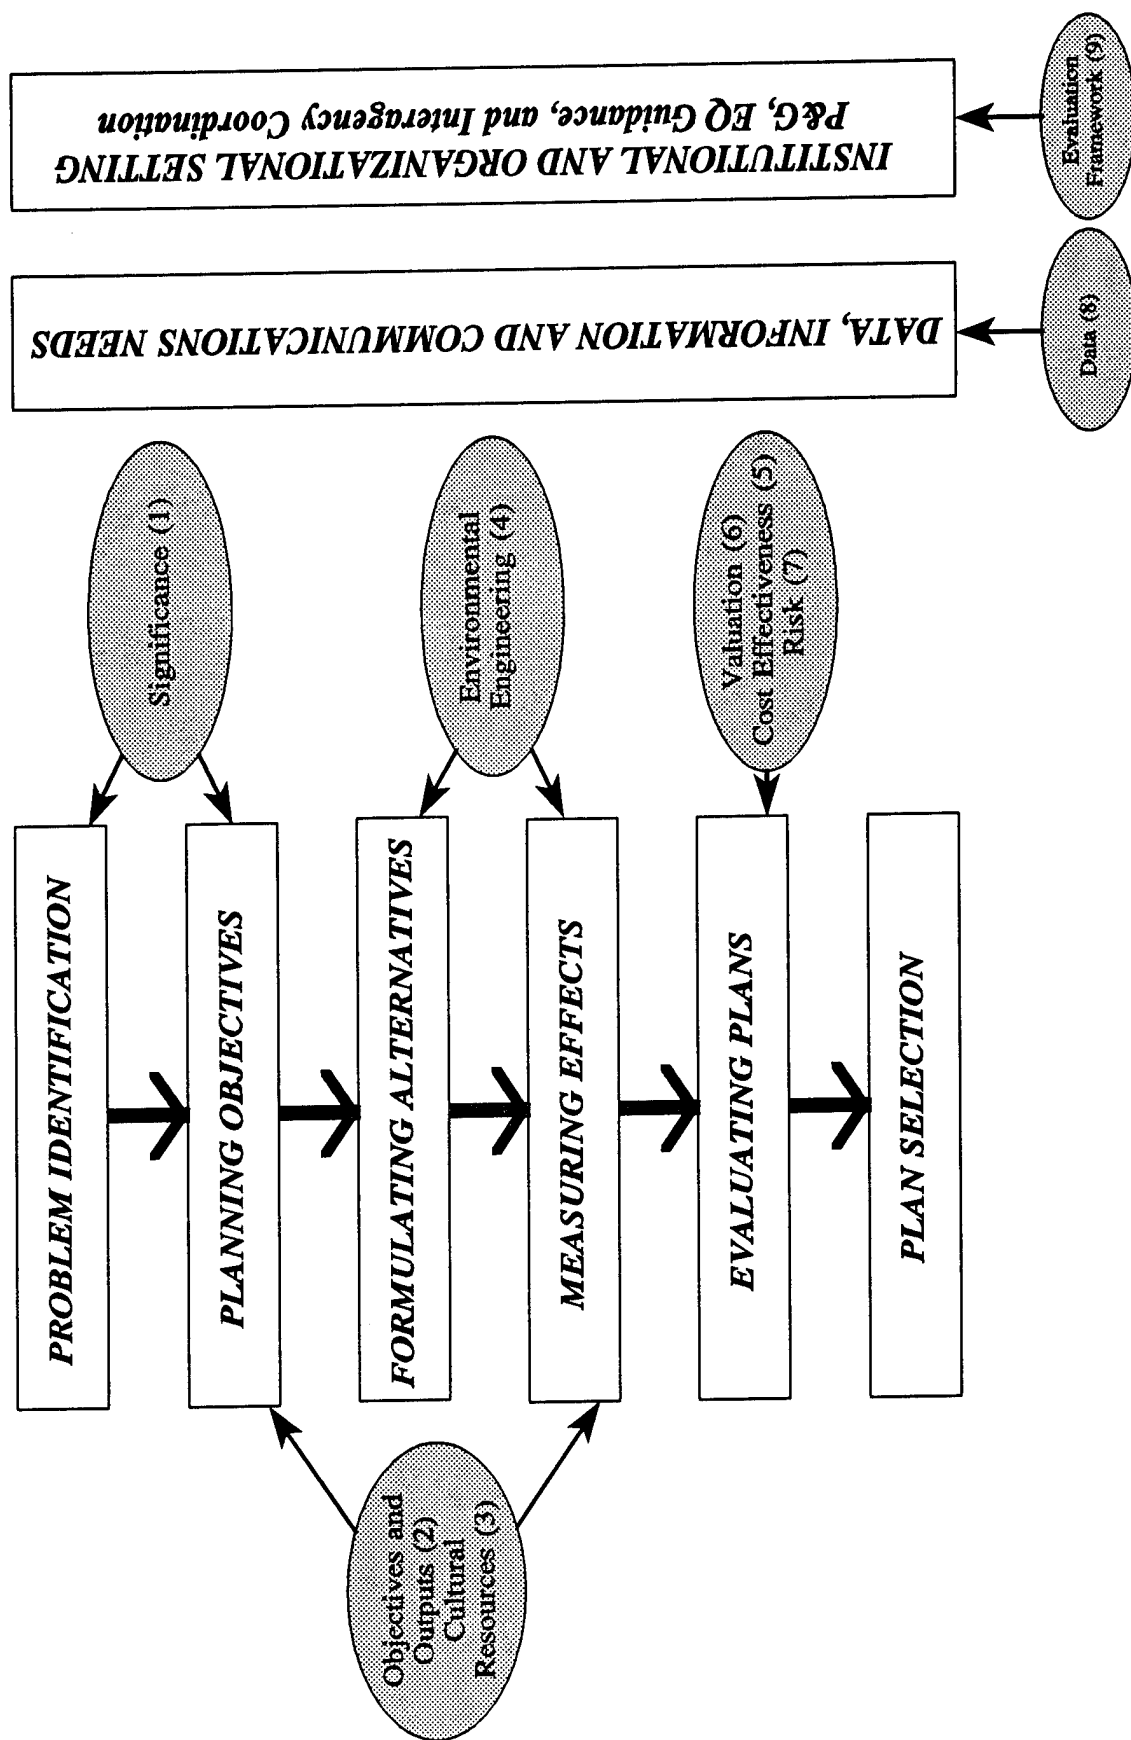 PROBLEM IDENTIFICATION
PLANNING OBJECTIVES
FORMULATING ALTERNATIVES
MEASURING EFFECTS
EVALUATING PLANS
PLAN SELECTION
Objectives and
Outputs (2)
Cultural
Resources (3)
Significance (1)
Environmental
Engineering (4)
Valuation (6)
Cost Effectiveness (5)
Risk (7)
DATA, INFORMATION AND COMMUNICATIONS NEEDS
INSTITUTIONAL AND ORGANIZATIONAL SETTING
P&G, EQ Guidance, and Interagency Coordination
Data (8)
Evaluation
Framework (9)